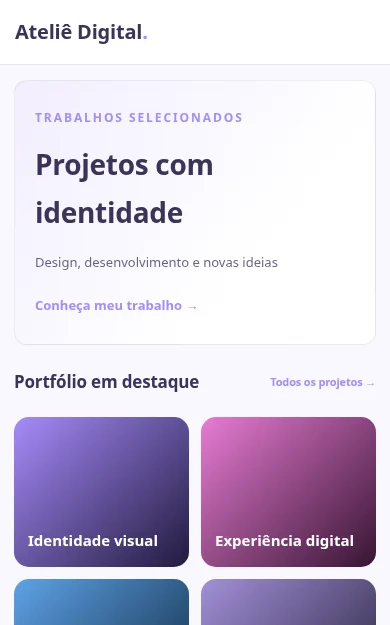 Ateliê Digital.
TRABALHOS SELECIONADOS
Projetos com
identidade
Design, desenvolvimento e novas ideias
Conheça meu trabalho →
Portfólio em destaque
Todos os projetos →
Identidade visual
Experiência digital